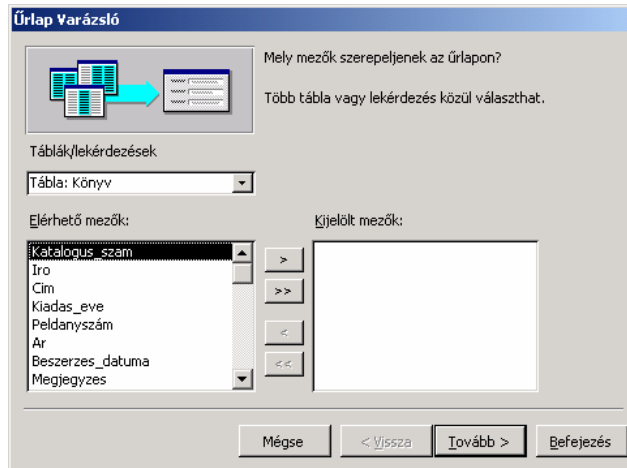 Űrlap Varázsló
Mely mezők szerepeljenek az űrlapon?
Több tábla vagy lekérdezés közül választhat.
Táblák/lekérdezések
Tábla: Könyv
Elérhető mezők:
Kijelölt mezők:
Katalogus_szam
Iro
Cim
Kiadas_eve
Peldanyszám
Ar
Beszerzes_datuma
Megjegyzes
>
>>
<
<<
Mégse
< Vissza
Tovább >
Befejezés